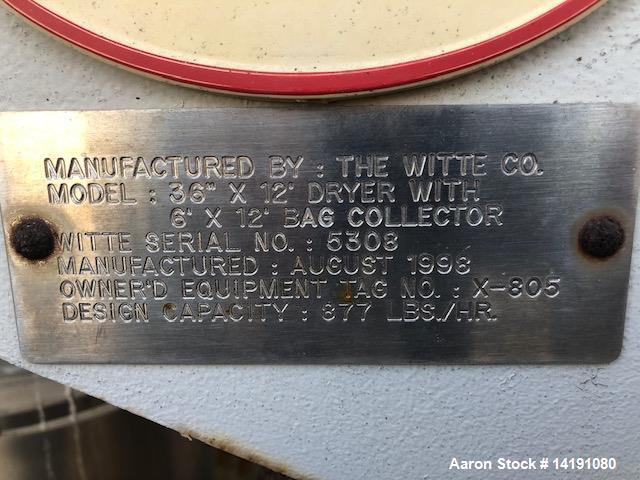 MANUFACTURED BY : THE WITTE CO.
MODEL : 36" X 12' DRYER WITH
6' X 12' BAG COLLECTOR
WITTE SERIAL NO. : 5308
MANUFACTURED : AUGUST 1998
OWNER'D EQUIPMENT TAG NO. : X-805
DESIGN CAPACITY : 877 LBS./HR.
Aaron Stock # 14191080